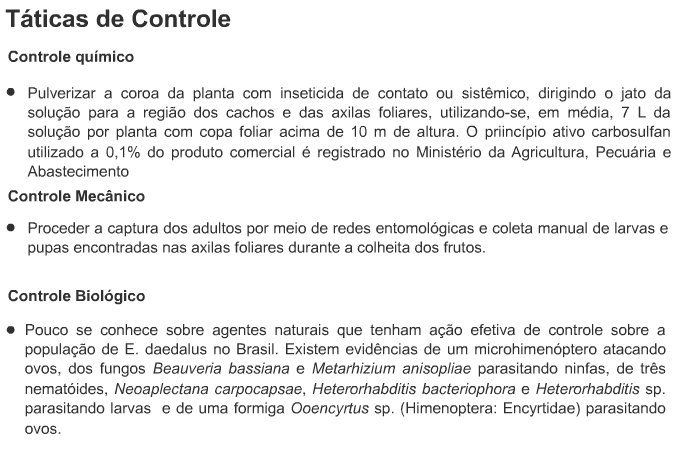 Táticas de Controle
Controle químico
● Pulverizar a coroa da planta com inseticida de contato ou sistêmico, dirigindo o jato da
solução para a região dos cachos e das axilas foliares, utilizando-se, em média, 7 L da
solução por planta com copa foliar acima de 10 m de altura. O priincípio ativo carbosulfan
utilizado a 0,1% do produto comercial é registrado no Ministério da Agricultura, Pecuária e
Abastecimento
Controle Mecânico
● Proceder a captura dos adultos por meio de redes entomológicas e coleta manual de larvas e
pupas encontradas nas axilas foliares durante a colheita dos frutos.
Controle Biológico
● Pouco se conhece sobre agentes naturais que tenham ação efetiva de controle sobre a
população de E. daedalus no Brasil. Existem evidências de um microhimenóptero atacando
ovos, dos fungos Beauveria bassiana e Metarhizium anisopliae parasitando ninfas, de três
nematóides, Neoaplectana carpocapsae, Heterorhabditis bacteriophora e Heterorhabditis sp.
parasitando larvas e de uma formiga Ooencyrtus sp. (Himenoptera: Encyrtidae) parasitando
ovos.